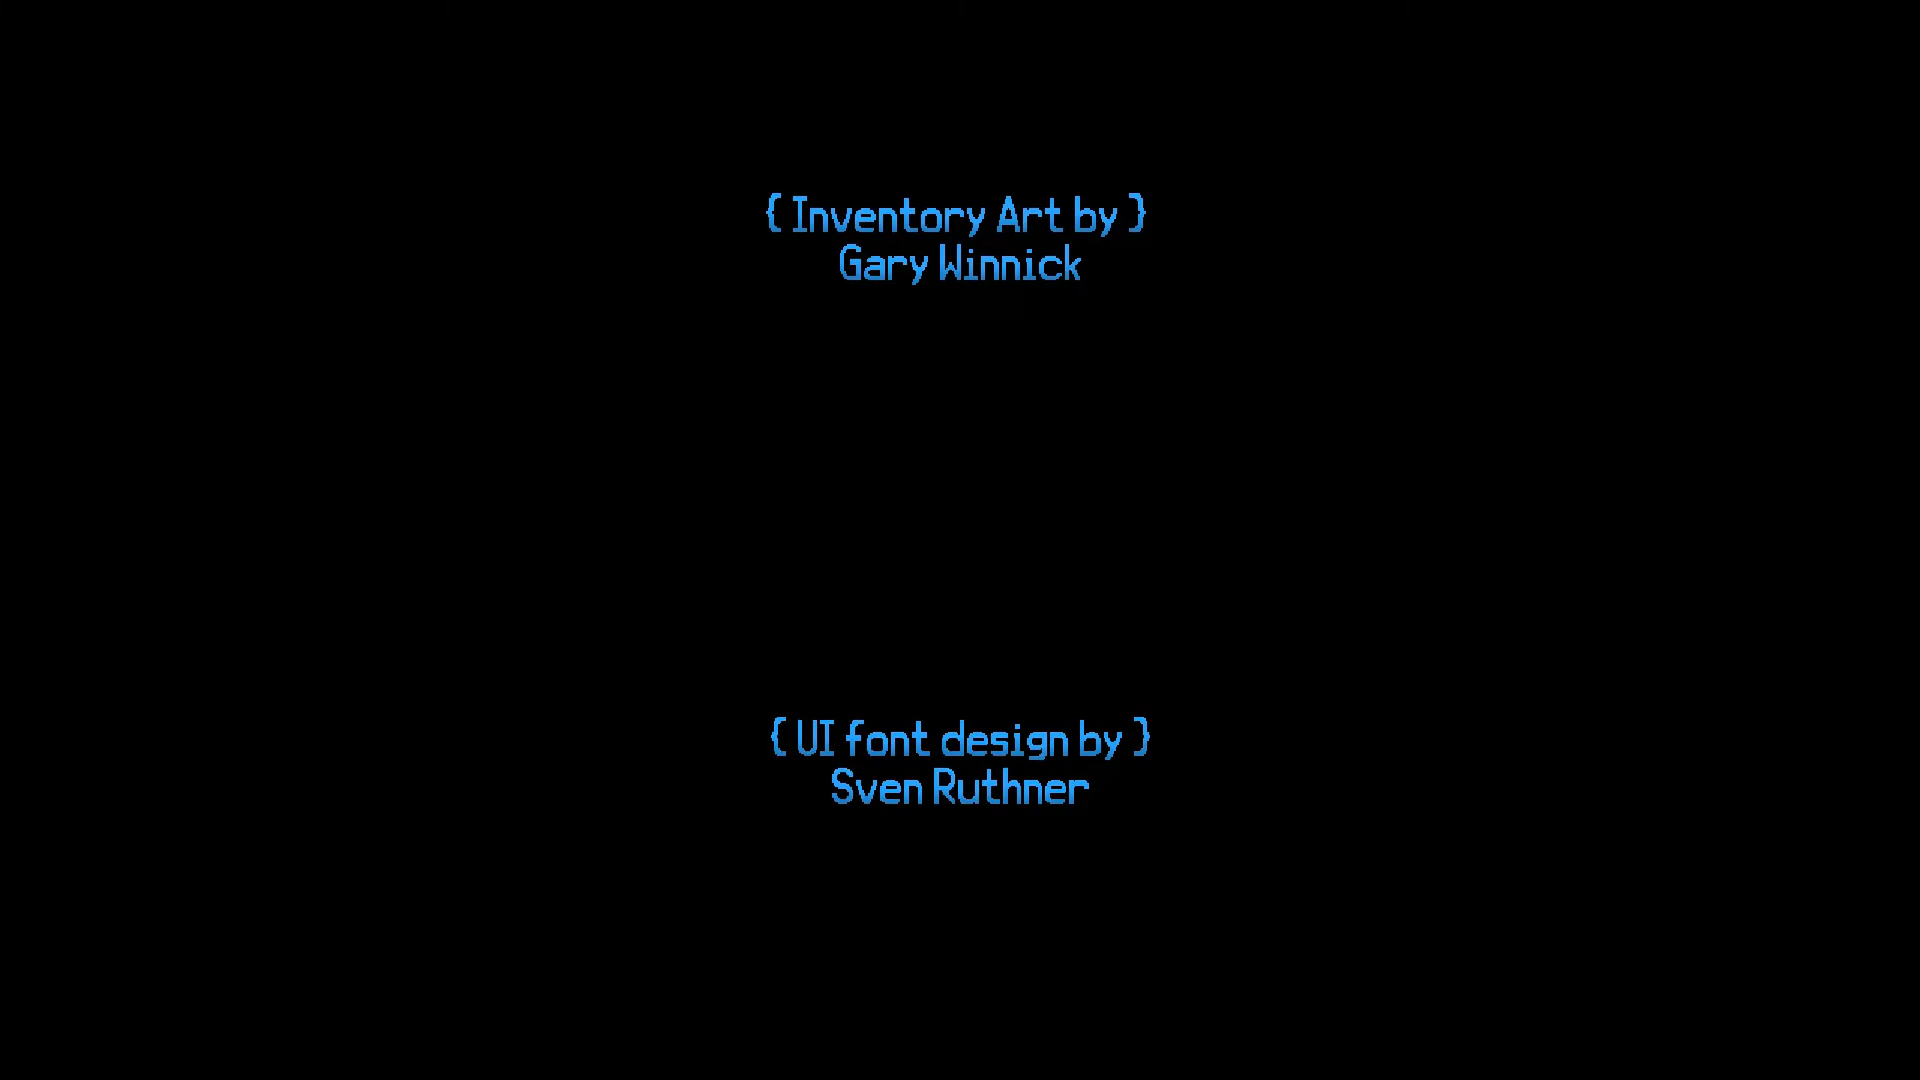 { Inventory Art by }
Gary Winnick
{ UI font design by }
Sven Ruthner